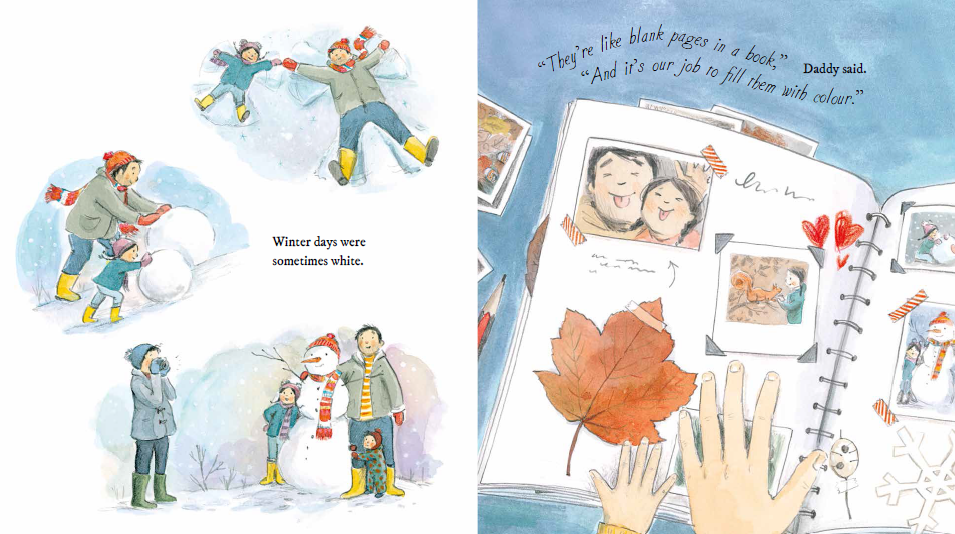 Winter days were
sometimes white.
“They’re like blank pages in a book,”
“And it’s our job to fill them with colour.”
Daddy said.